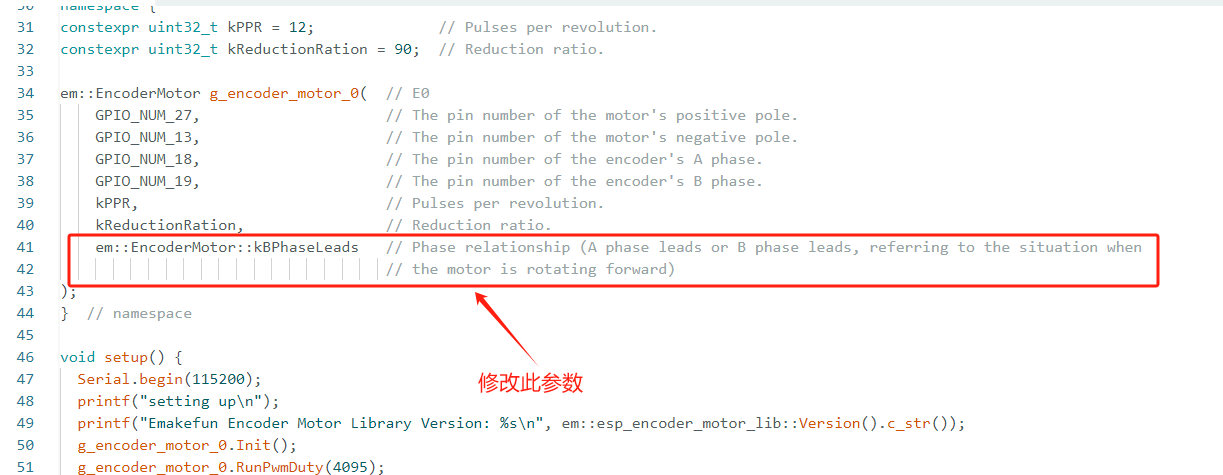 30 namespace {
31 constexpr uint32_t kPPR = 12; // Pulses per revolution.
32 constexpr uint32_t kReductionRation = 90; // Reduction ratio.
33
34 em::EncoderMotor g_encoder_motor_0( // E0
35 GPIO_NUM_27, // The pin number of the motor's positive pole.
36 GPIO_NUM_13, // The pin number of the motor's negative pole.
37 GPIO_NUM_18, // The pin number of the encoder's A phase.
38 GPIO_NUM_19, // The pin number of the encoder's B phase.
39 kPPR, // Pulses per revolution.
40 kReductionRation, // Reduction ratio.
41 em::EncoderMotor::kBPhaseLeads // Phase relationship (A phase leads or B phase leads, referring to the situation when
42 // the motor is rotating forward)
43 );
44 } // namespace
45
46 void setup() {
47 Serial.begin(115200);
48 printf("setting up\n");
49 printf("Emakefun Encoder Motor Library Version: %s\n", em::esp_encoder_motor_lib::Version().c_str());
50 g_encoder_motor_0.Init();
51 g_encoder_motor_0.RunPwmDuty(4095);
修改此参数